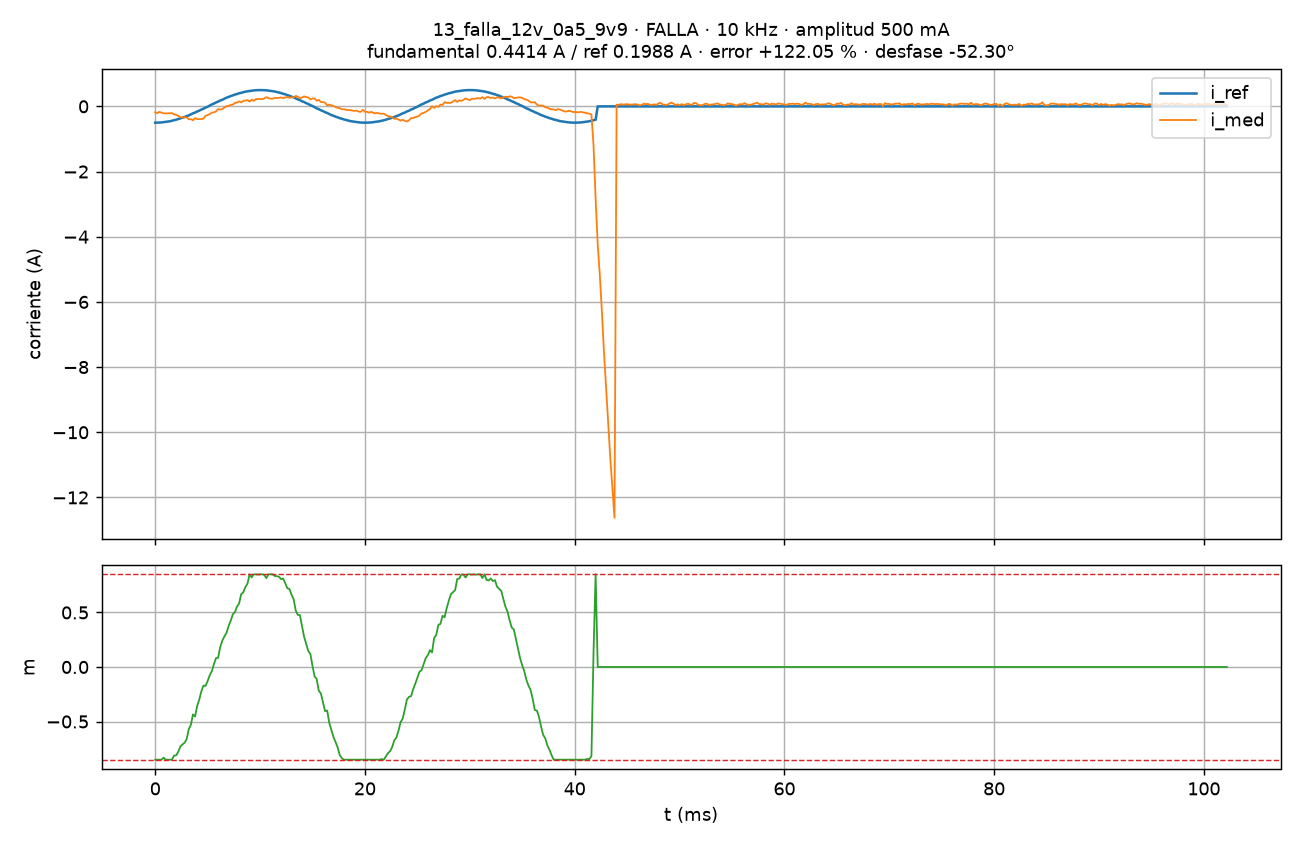 13_falla_12v_0a5_9v9 · FALLA · 10 kHz · amplitud 500 mA
fundamental 0.4414 A / ref 0.1988 A · error +122.05 % · desfase -52.30°
0
−2
−4
−6
−8
−10
−12
corriente (A)
i_ref
i_med
0.5
0.0
−0.5
m
0
20
40
60
80
100
t (ms)